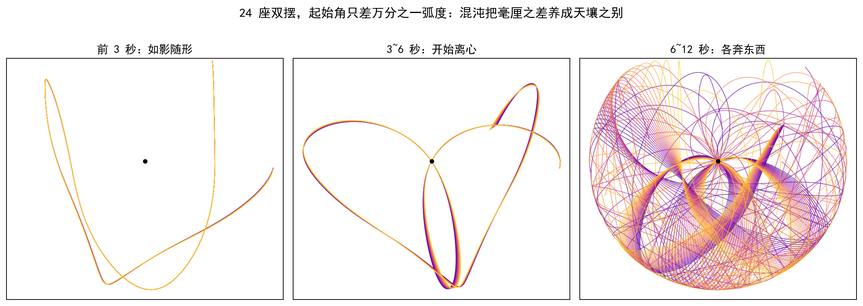 24 座双摆，起始角只差万分之一弧度：混沌把毫厘之差养成天壤之别
前 3 秒：如影随形
3~6 秒：开始离心
6~12 秒：各奔东西